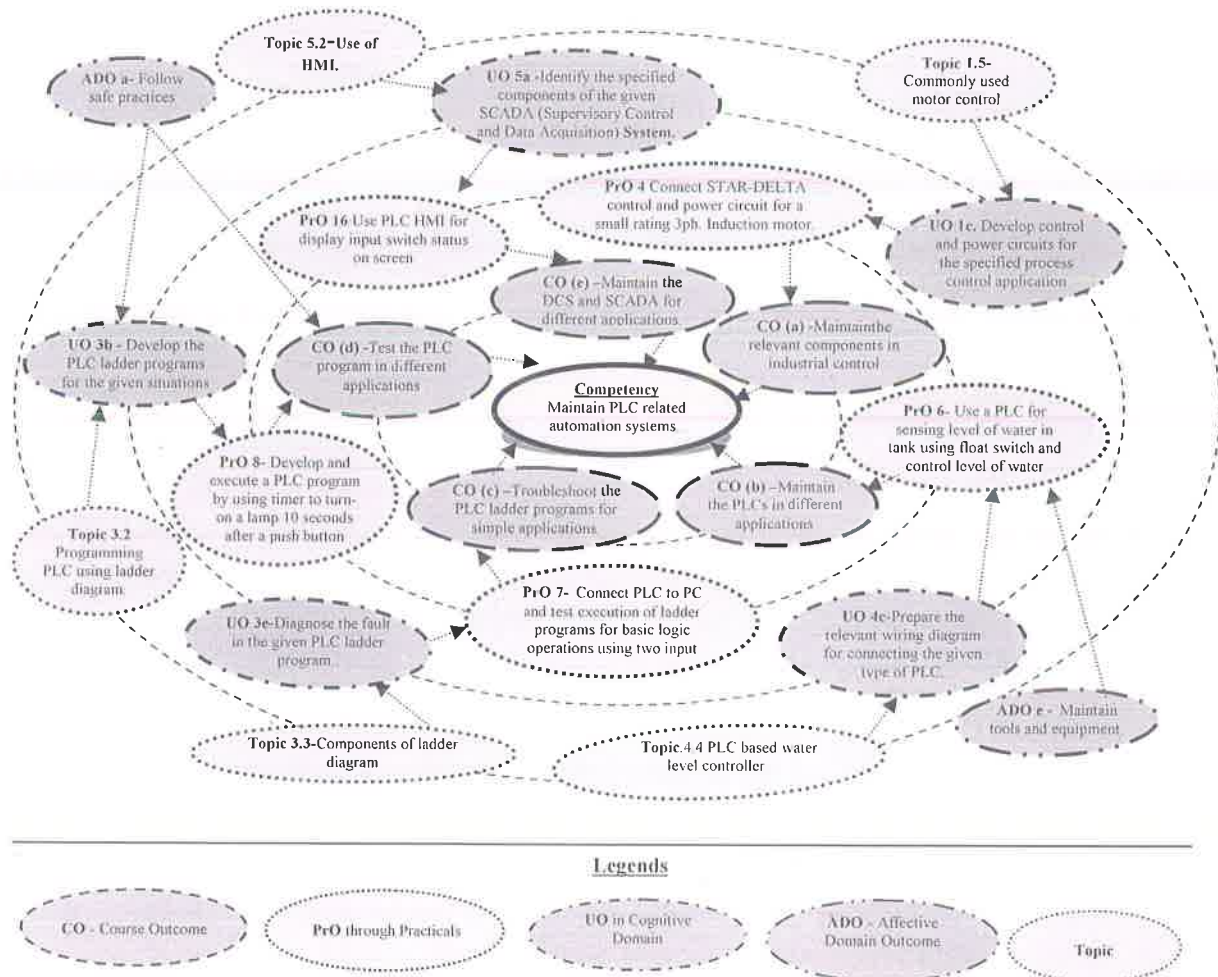 Topic 5.2-Use of
HMI.
Topic 1.5-
Commonly used
motor control
ADO a- Follow
safe practices
UO 5a -Identify the specified
components of the given
SCADA (Supervisory Control
and Data Acquisition) System.
PrO 4 Connect STAR-DELTA
control and power circuit for a
small rating 3ph. Induction motor.
PrO 16 Use PLC HMI for
display input switch status
on screen
UO 1c. Develop control
and power circuits for
the specified process
control application
CO (e) –Maintain the
DCS and SCADA for
different applications
CO (a) –Maintainthe
relevant components in
industrial control
UO 3b - Develop the
PLC ladder programs
for the given situations
CO (d) –Test the PLC
program in different
applications
Competency
Maintain PLC related
automation systems
PrO 6- Use a PLC for
sensing level of water in
tank using float switch and
control level of water
PrO 8- Develop and
execute a PLC program
by using timer to turn-
on a lamp 10 seconds
after a push button
CO (c) –Troubleshoot the
PLC ladder programs for
simple applications
CO (b) –Maintain
the PLCs in different
applications
Topic 3.2
Programming
PLC using ladder
diagram
PrO 7- Connect PLC to PC
and test execution of ladder
programs for basic logic
operations using two input
UO 3e-Diagnose the fault
in the given PLC ladder
program
UO 4c-Prepare the
relevant wiring diagram
for connecting the given
type of PLC.
ADO e - Maintain
tools and equipment
Topic 3.3-Components of ladder
diagram
Topic.4.4 PLC based water
level controller
Legends
CO - Course Outcome
PrO through Practicals
UO in Cognitive
Domain
ADO - Affective
Domain Outcome
Topic